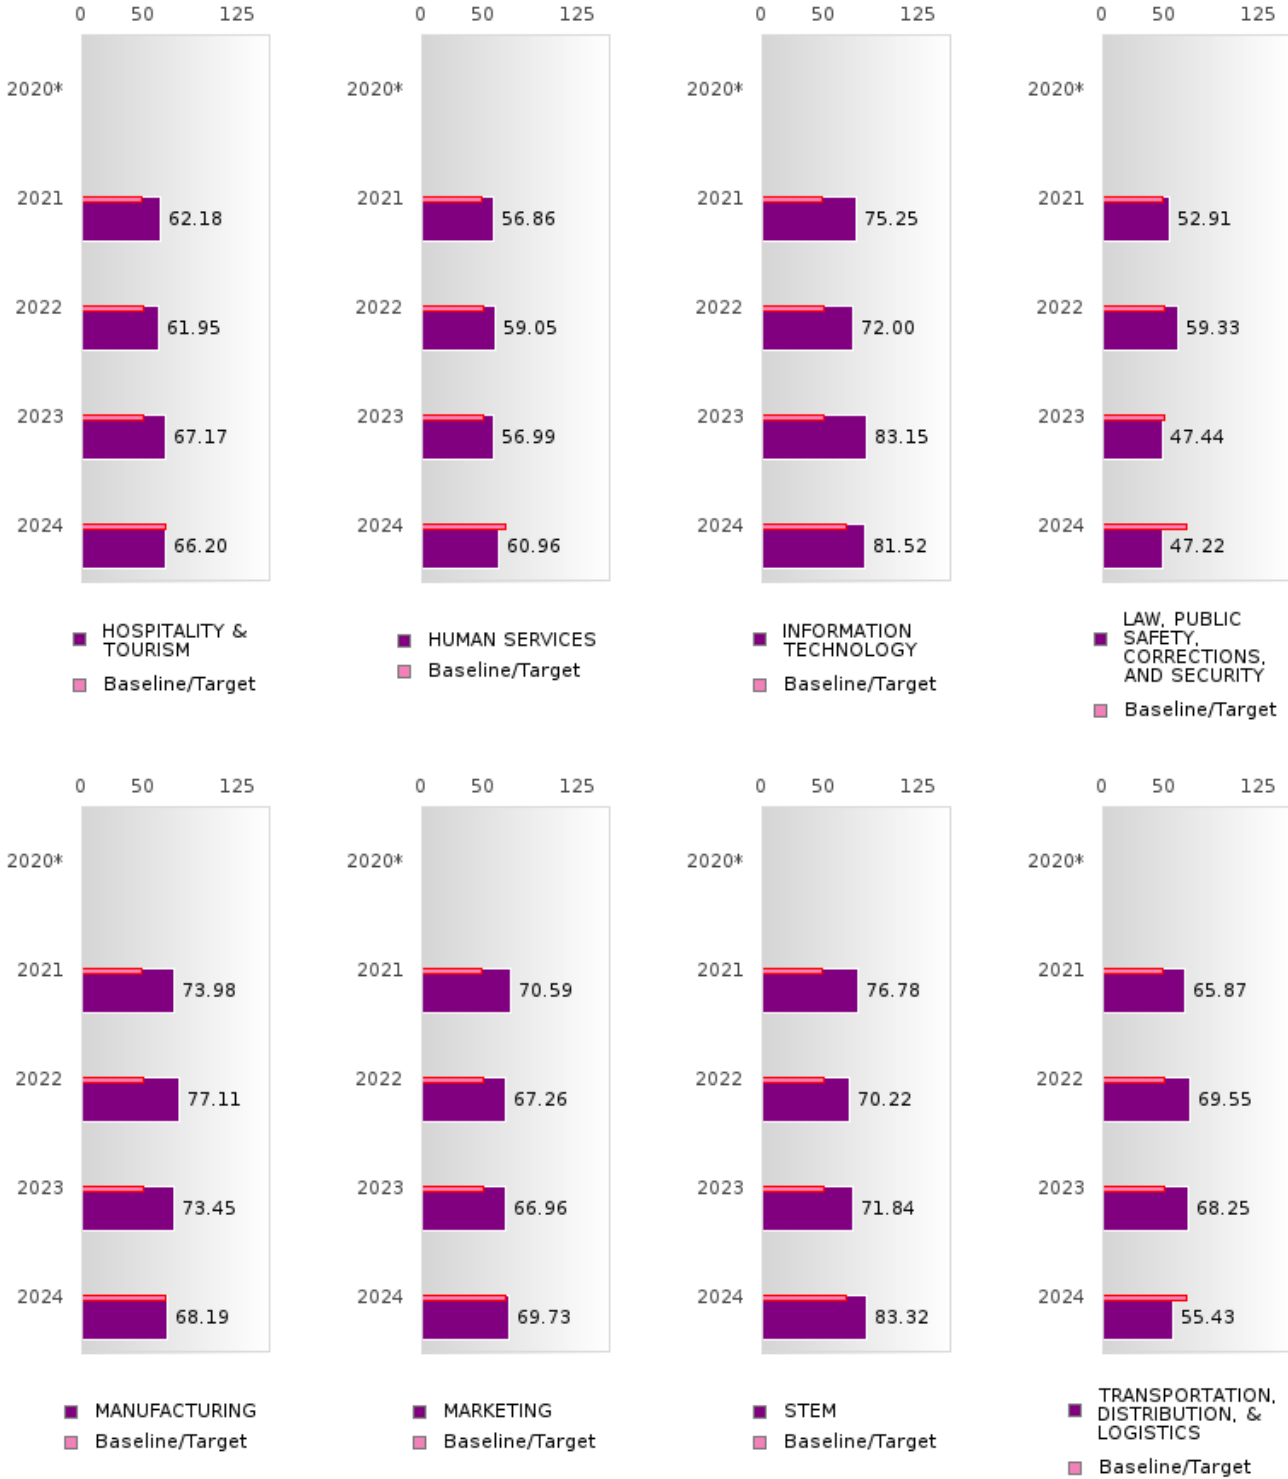 0 50 125 0 50 125 0 50 125 0 50 125
2020* 2020* 2020* 2020*
2021 62.18 2021 56.86 2021 75.25 2021 52.91
2022 61.95 2022 59.05 2022 72.00 2022 59.33
2023 67.17 2023 56.99 2023 83.15 2023 47.44
2024 66.20 2024 60.96 2024 81.52 2024 47.22
HOSPITALITY &
TOURISM
Baseline/Target
HUMAN SERVICES
Baseline/Target
INFORMATION
TECHNOLOGY
Baseline/Target
LAW, PUBLIC
SAFETY,
CORRECTIONS,
AND SECURITY
Baseline/Target
0 50 125 0 50 125 0 50 125 0 50 125
2020* 2020* 2020* 2020*
2021 73.98 2021 70.59 2021 76.78 2021 65.87
2022 77.11 2022 67.26 2022 70.22 2022 69.55
2023 73.45 2023 66.96 2023 71.84 2023 68.25
2024 68.19 2024 69.73 2024 83.32 2024 55.43
MANUFACTURING
Baseline/Target
MARKETING
Baseline/Target
STEM
Baseline/Target
TRANSPORTATION,
DISTRIBUTION, &
LOGISTICS
Baseline/Target